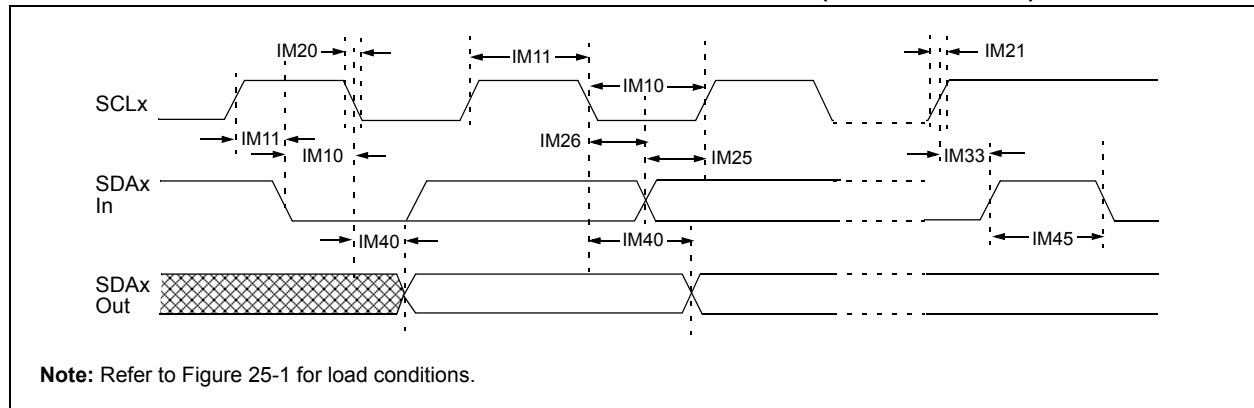 IM20
IM11
IM21
IM10
SCLx
IM11
IM10
IM26
IM25
IM33
SDAx
In
IM40
IM40
IM45
SDAx
Out
Note: Refer to Figure 25-1 for load conditions.